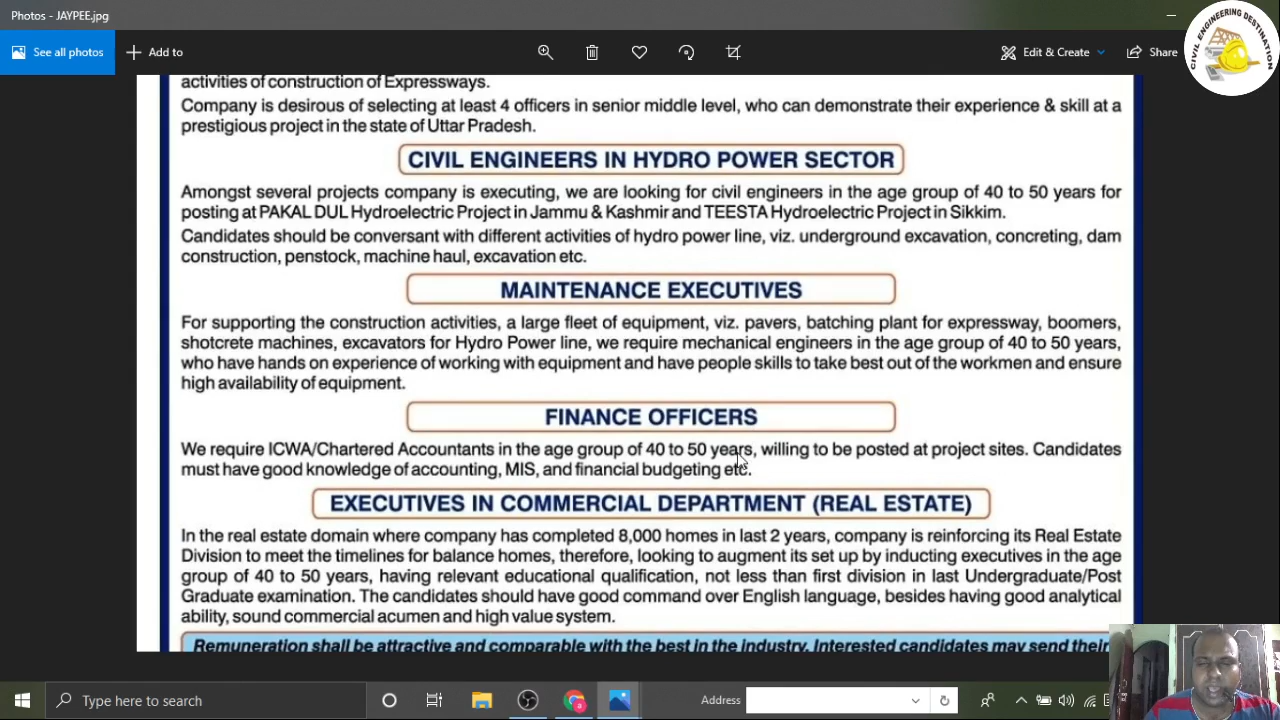 Photos - JAYPEE.jpg
See all photos
Add to
Edit & Create
Share
CIVIL ENGINEERING DESTINATION
activities of construction of Expressways.
Company is desirous of selecting at least 4 officers in senior middle level, who can demonstrate their experience & skill at a
prestigious project in the state of Uttar Pradesh.
CIVIL ENGINEERS IN HYDRO POWER SECTOR
Amongst several projects company is executing, we are looking for civil engineers in the age group of 40 to 50 years for
posting at PAKAL DUL Hydroelectric Project in Jammu & Kashmir and TEESTA Hydroelectric Project in Sikkim.
Candidates should be conversant with different activities of hydro power line, viz. underground excavation, concreting, dam
construction, penstock, machine haul, excavation etc.
MAINTENANCE EXECUTIVES
For supporting the construction activities, a large fleet of equipment, viz. pavers, batching plant for expressway, boomers,
shotcrete machines, excavators for Hydro Power line, we require mechanical engineers in the age group of 40 to 50 years,
who have hands on experience of working with equipment and have people skills to take best out of the workmen and ensure
high availability of equipment.
FINANCE OFFICERS
We require ICWA/Chartered Accountants in the age group of 40 to 50 years, willing to be posted at project sites. Candidates
must have good knowledge of accounting, MIS, and financial budgeting etc.
EXECUTIVES IN COMMERCIAL DEPARTMENT (REAL ESTATE)
In the real estate domain where company has completed 8,000 homes in last 2 years, company is reinforcing its Real Estate
Division to meet the timelines for balance homes, therefore, looking to augment its set up by inducting executives in the age
group of 40 to 50 years, having relevant educational qualification, not less than first division in last Undergraduate/Post
Graduate examination. The candidates should have good command over English language, besides having good analytical
ability, sound commercial acumen and high value system.
Remuneration shall be attractive and comparable with the best in the industry. Interested candidates may send their
Type here to search
Address